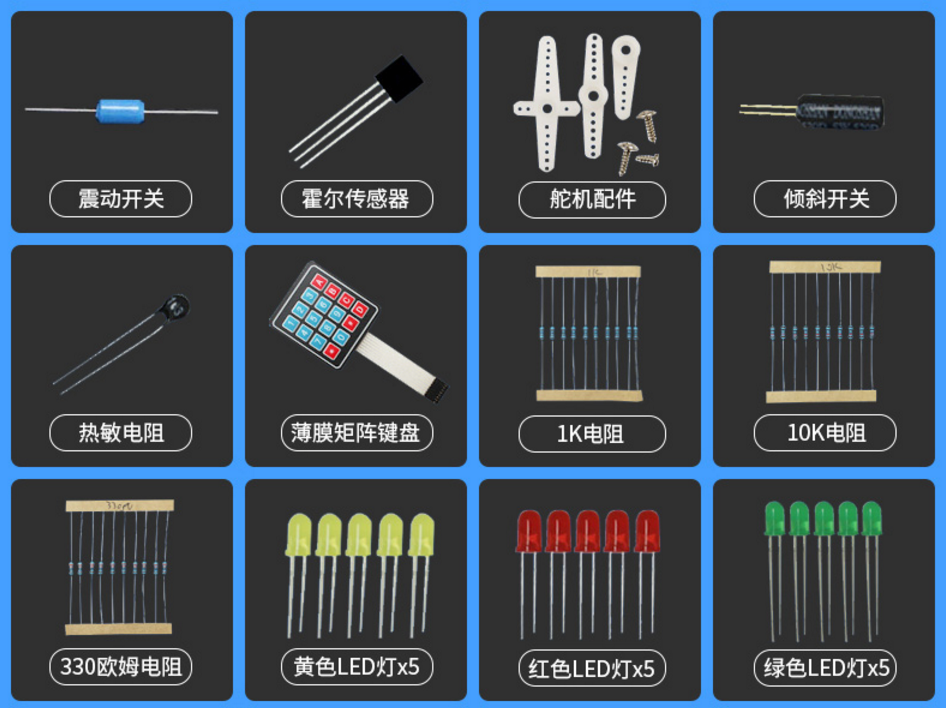 震动开关
霍尔传感器
舵机配件
倾斜开关
热敏电阻
薄膜矩阵键盘
1K电阻
10K电阻
330欧姆电阻
黄色LED灯x5
红色LED灯x5
绿色LED灯x5